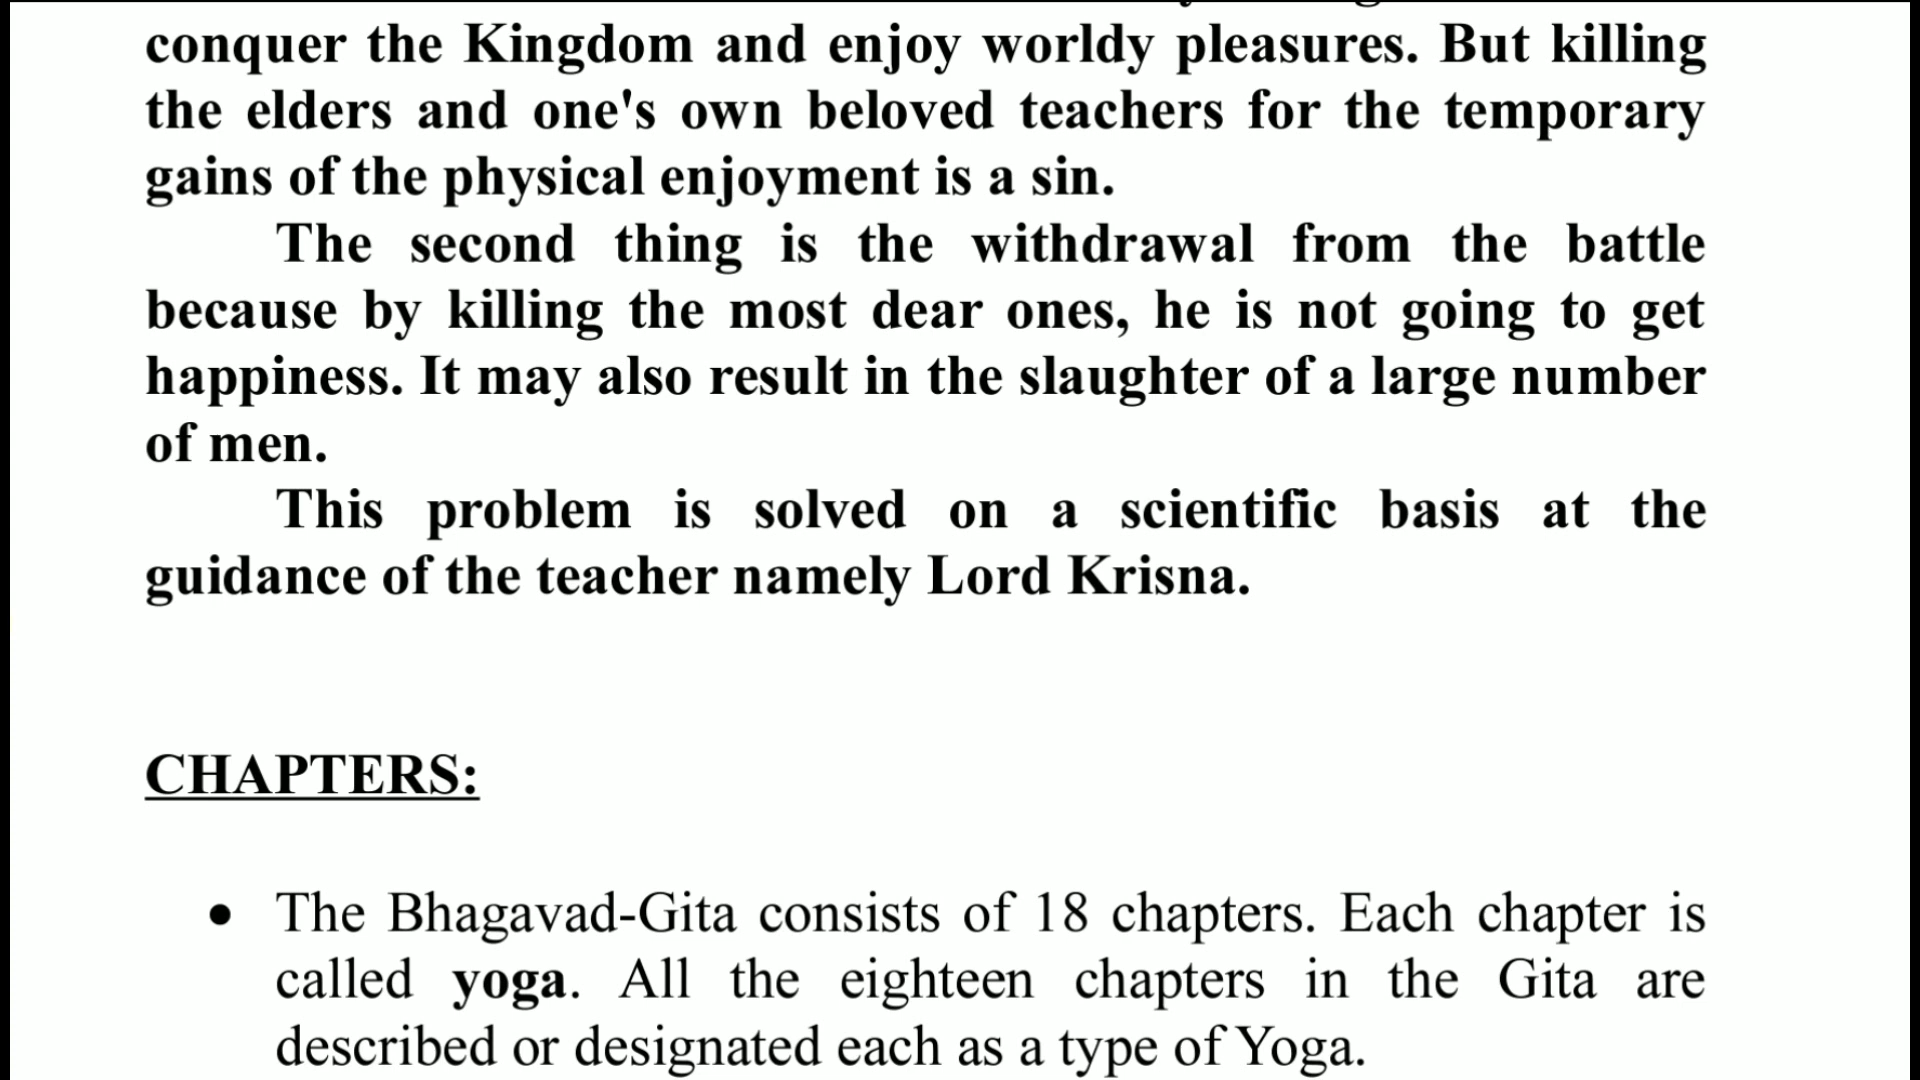 conquer the Kingdom and enjoy worldy pleasures. But killing
the elders and one's own beloved teachers for the temporary
gains of the physical enjoyment is a sin.
The second thing is the withdrawal from the battle
because by killing the most dear ones, he is not going to get
happiness. It may also result in the slaughter of a large number
of men.
This problem is solved on a scientific basis at the
guidance of the teacher namely Lord Krisna.
CHAPTERS:
• The Bhagavad-Gita consists of 18 chapters. Each chapter is
called yoga. All the eighteen chapters in the Gita are
described or designated each as a type of Yoga.